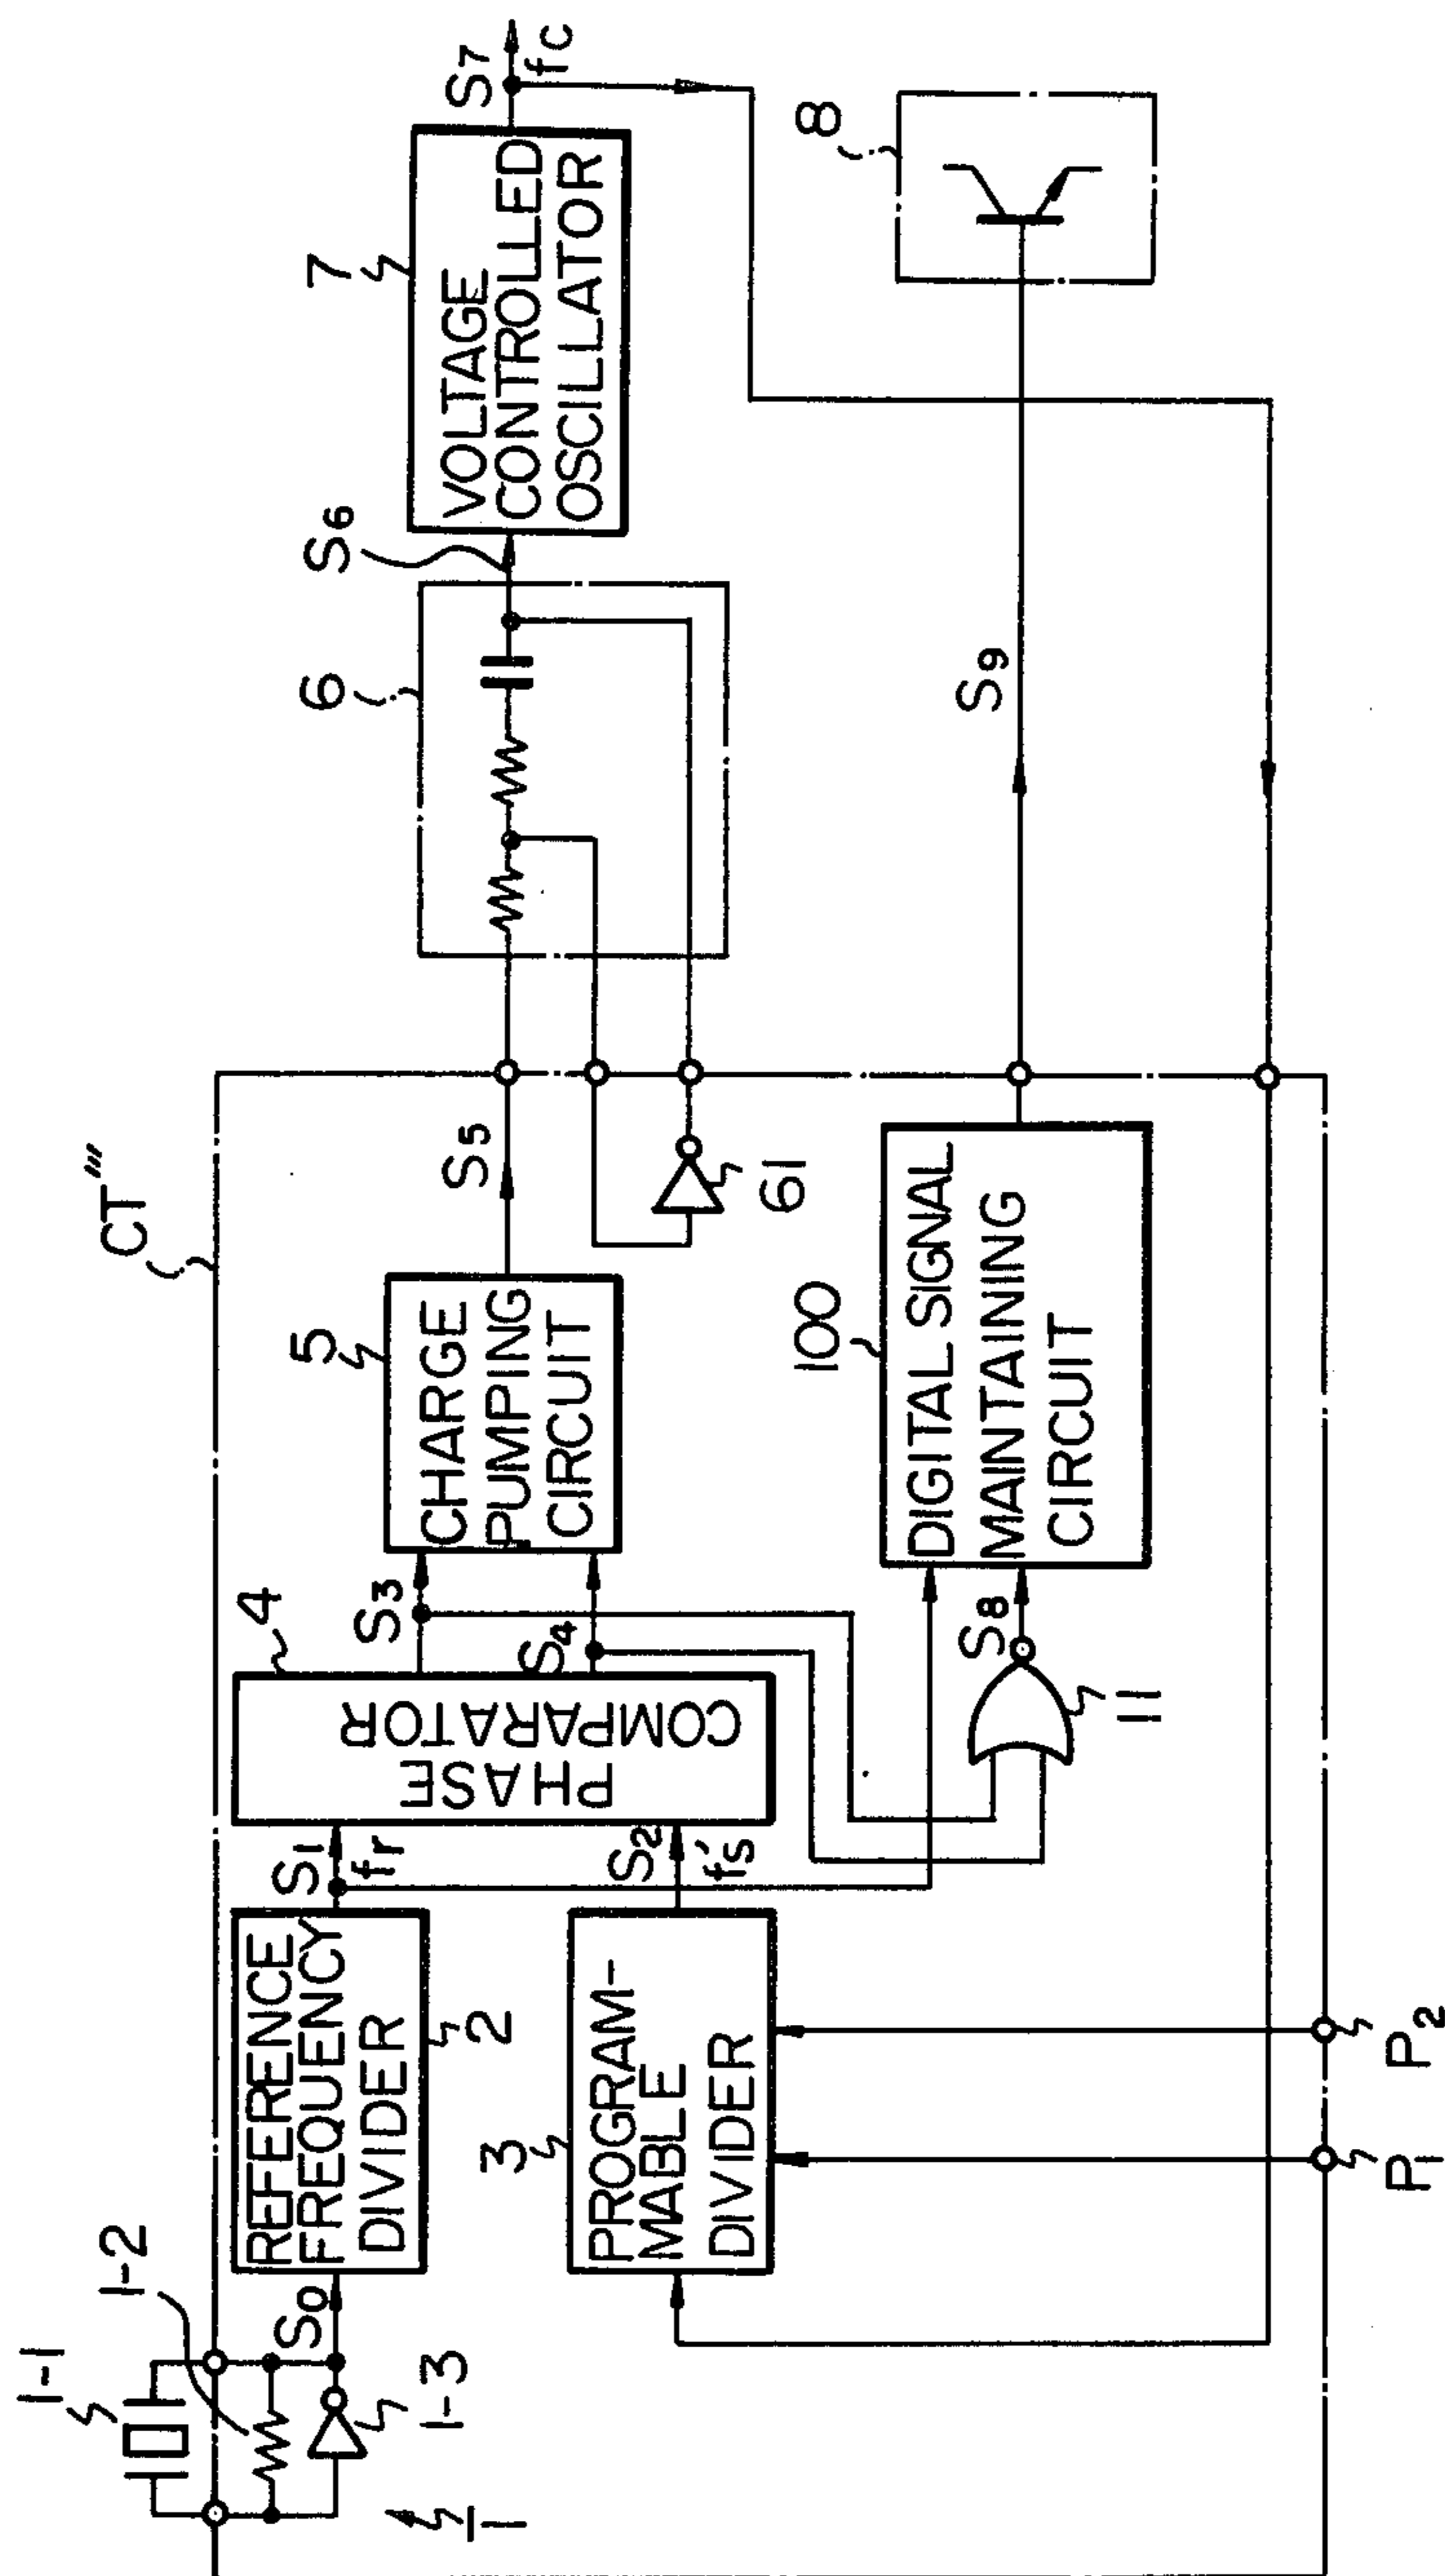 1-1
1-2
1-3
1
CT'''
S0
REFERENCE
FREQUENCY
DIVIDER
2
S1
fr
PHASE
COMPARATOR
4
S3
S4
CHARGE
PUMPING
CIRCUIT
5
S5
6
61
S6
VOLTAGE
CONTROLLED
OSCILLATOR
7
S7
fc
PROGRAM-
MABLE
DIVIDER
3
S2
fs'
P1
P2
11
S8
DIGITAL SIGNAL
MAINTAINING
CIRCUIT
100
S9
8